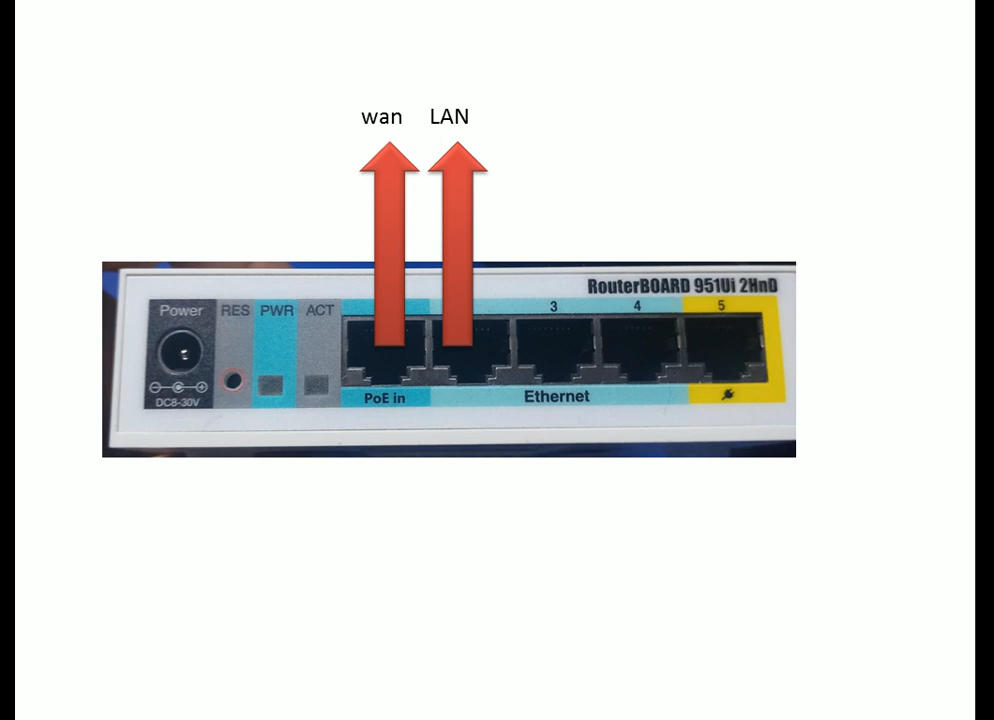 wan LAN
RouterBOARD 951Ui 2HnD
Power RES PWR ACT 3 4 5
PoE in Ethernet
DC8-30V